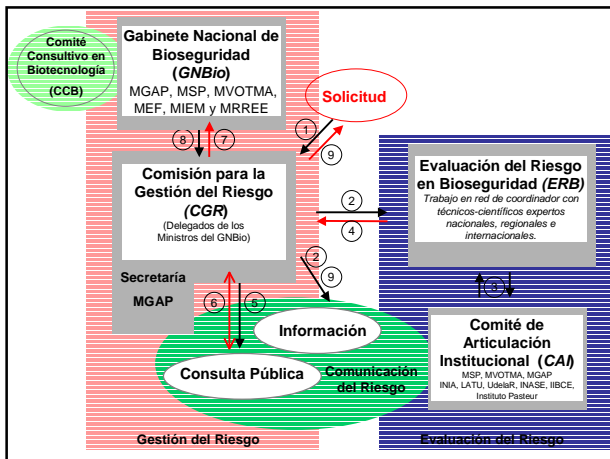 Comité
Consultivo en
Biotecnología
(CCB)
Gabinete Nacional de
Bioseguridad
(GNBio)
MGAP, MSP, MVOTMA,
MEF, MIEM y MRREE
Solicitud
1
9
8
7
Comisión para la
Gestión del Riesgo
(CGR)
(Delegados de los
Ministros del GNBio)
Secretaría
MGAP
2
4
Evaluación del Riesgo
en Bioseguridad (ERB)
Trabajo en red de coordinador con
técnicos-científicos expertos
nacionales, regionales e
internacionales.
2
9
3
6
5
Información
Consulta Pública
Comunicación
del Riesgo
Comité de
Articulación
Institucional (CAI)
MSP, MVOTMA, MGAP
INIA, LATU, UdelaR, INASE, IIBCE,
Instituto Pasteur
Gestión del Riesgo
Evaluación del Riesgo